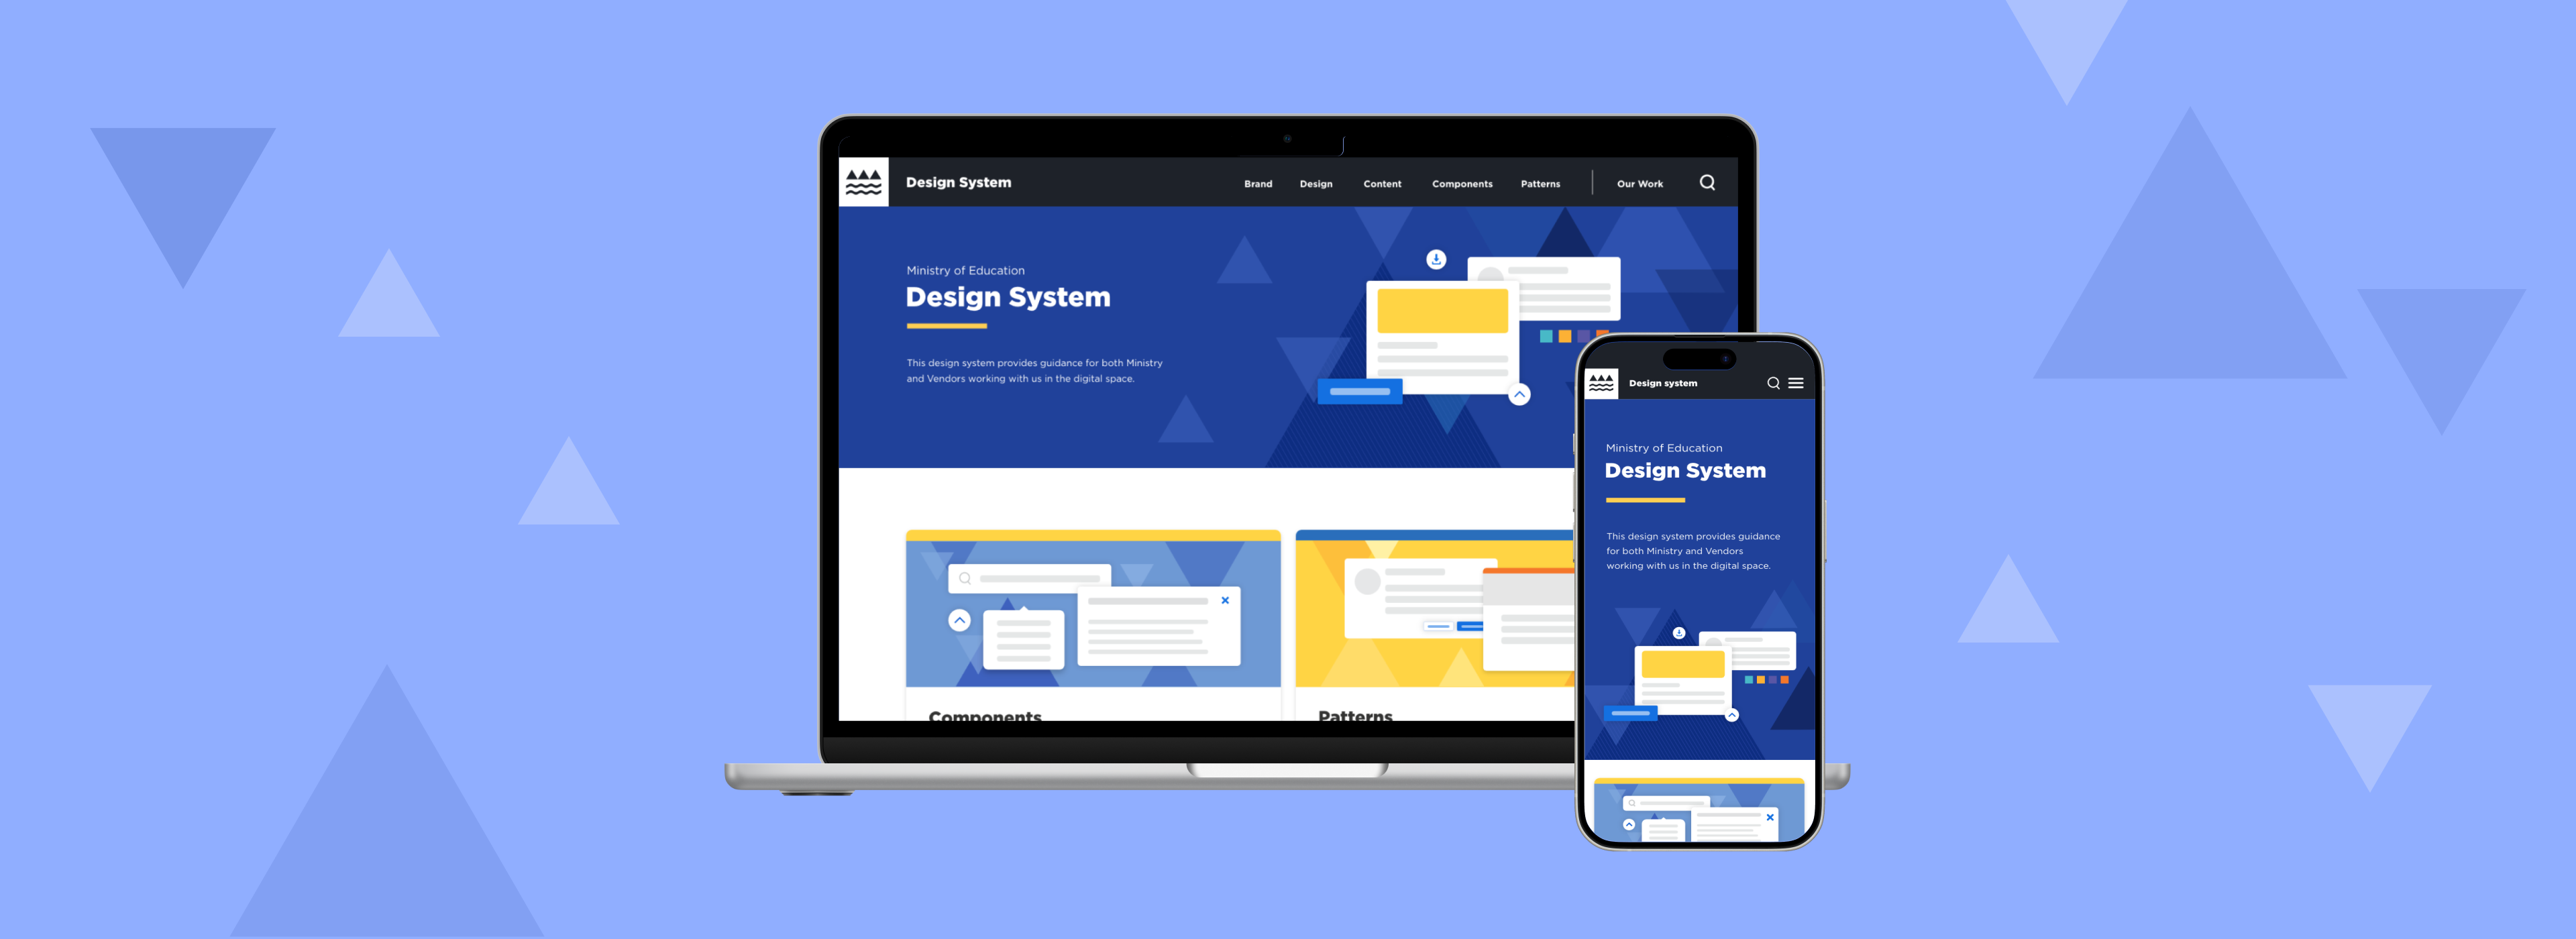 Design System
Brand Design Content Components Patterns Our Work
Ministry of Education
Design System
This design system provides guidance for both Ministry
and Vendors working with us in the digital space.
Components
Patterns
Design system
Ministry of Education
Design System
This design system provides guidance
for both Ministry and Vendors
working with us in the digital space.